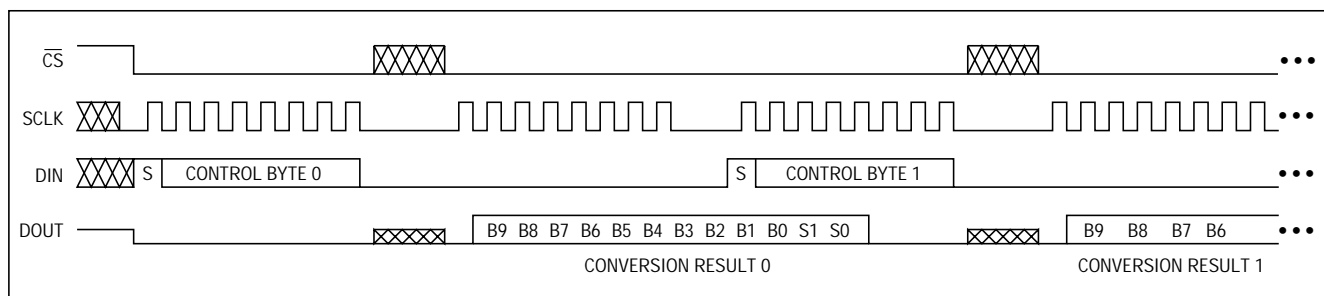 CS
•••
SCLK
•••
DIN S CONTROL BYTE 0 S CONTROL BYTE 1
•••
DOUT B9 B8 B7 B6 B5 B4 B3 B2 B1 B0 S1 S0 B9 B8 B7 B6
•••
CONVERSION RESULT 0 CONVERSION RESULT 1